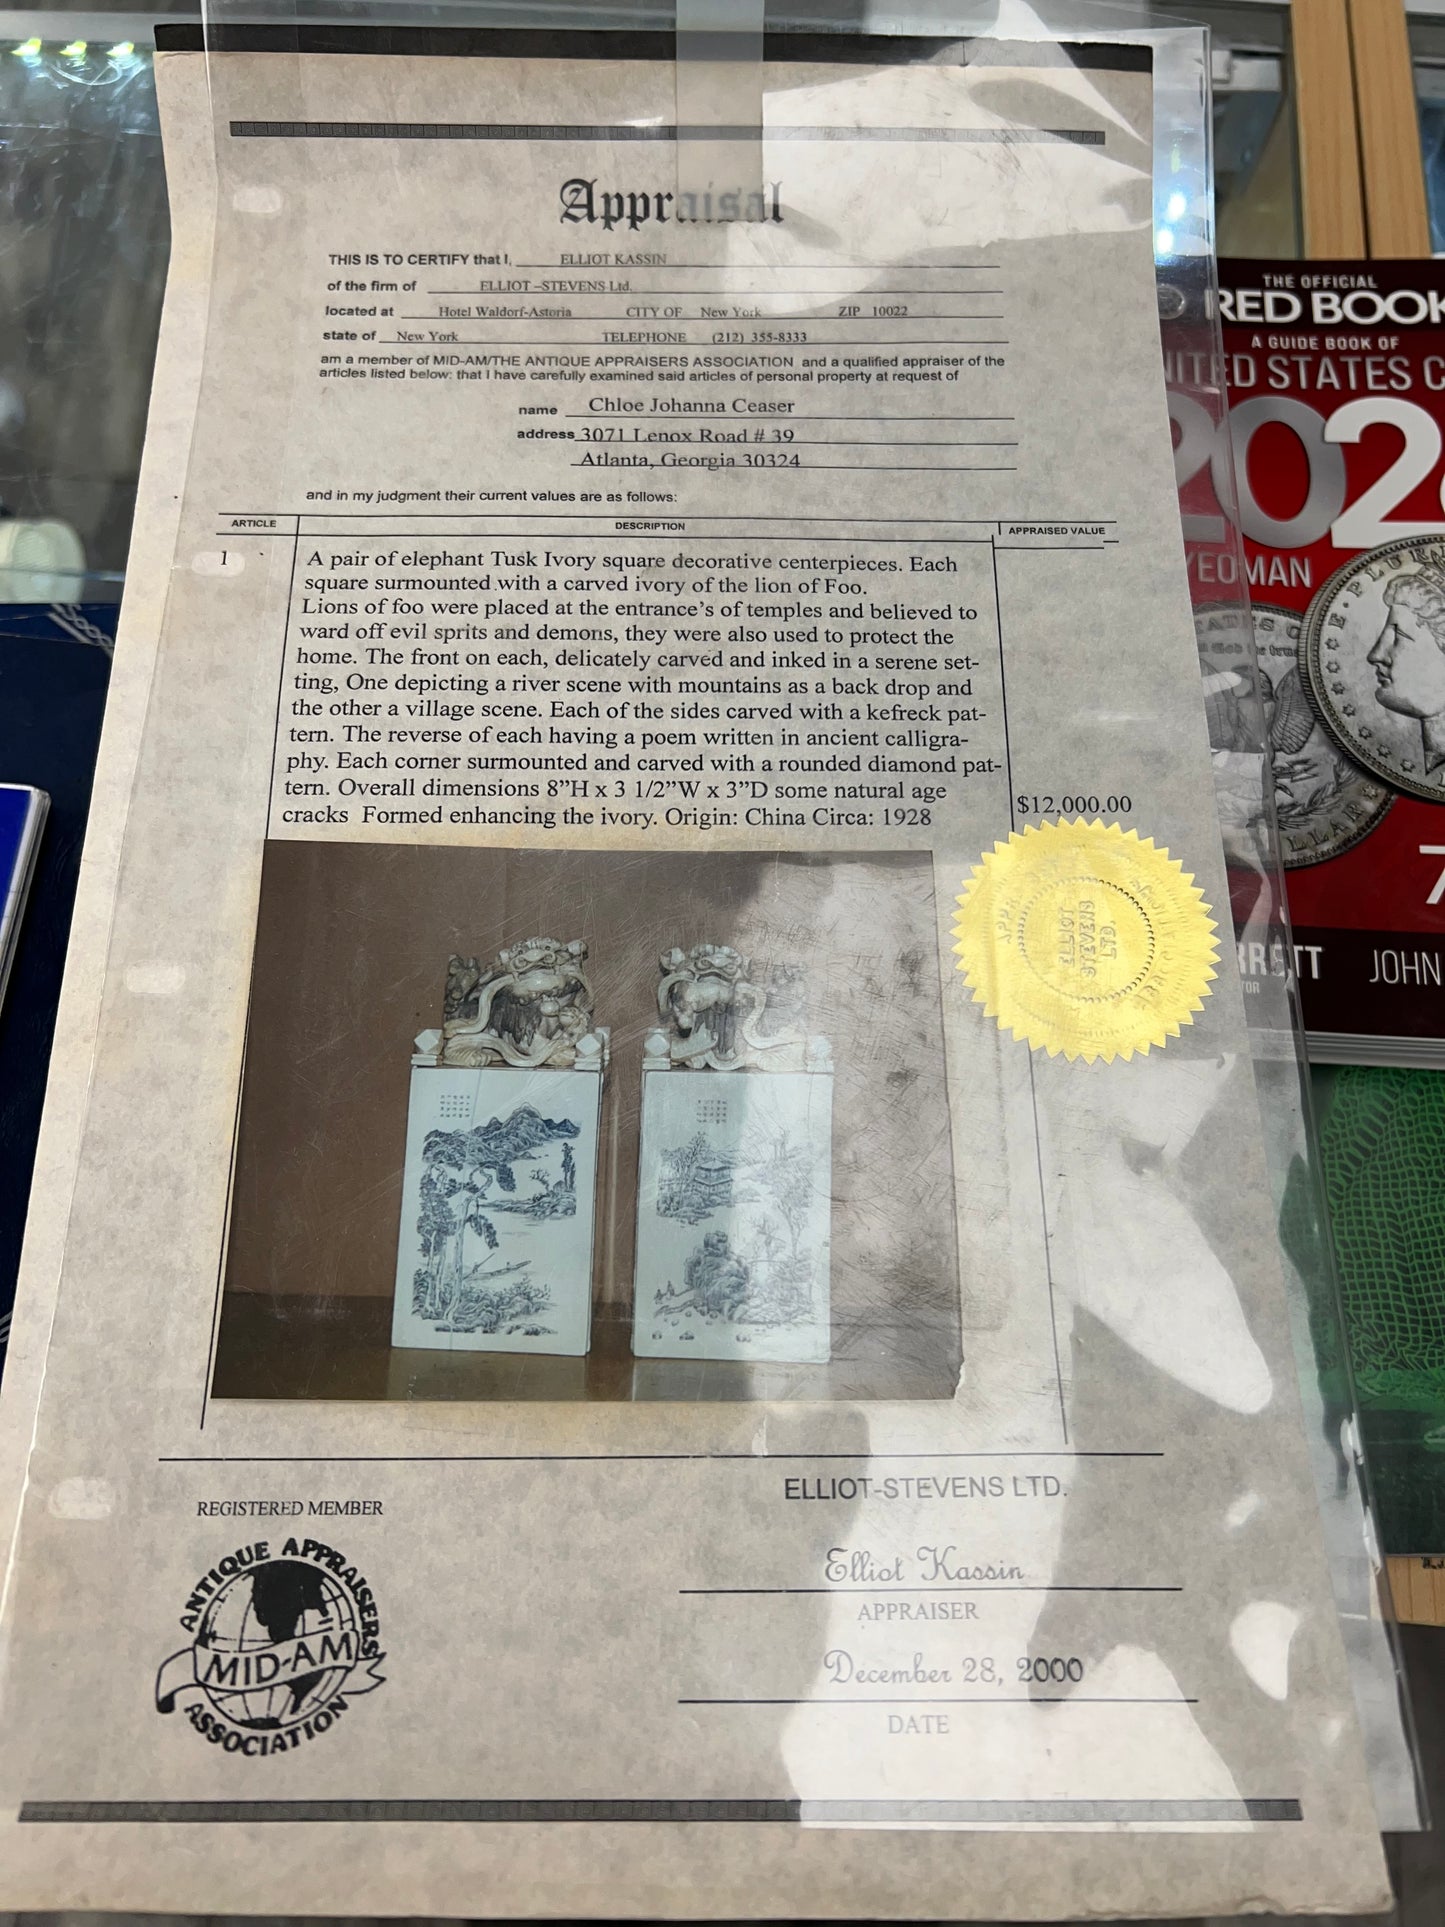 Appraisal
THIS IS TO CERTIFY that I, ELLIOT KASSIN
of the firm of ELLIOT –STEVENS Ltd.
located at Hotel Waldorf-Astoria CITY OF New York ZIP 10022
state of New York TELEPHONE (212) 355-8333
am a member of MID-AM/THE ANTIQUE APPRAISERS ASSOCIATION and a qualified appraiser of the
articles listed below: that I have carefully examined said articles of personal property at request of
name Chloe Johanna Ceaser
address 3071 Lenox Road # 39
Atlanta, Georgia 30324
and in my judgment their current values are as follows:
ARTICLE DESCRIPTION APPRAISED VALUE
1 A pair of elephant Tusk Ivory square decorative centerpieces. Each
square surmounted with a carved ivory of the lion of Foo.
Lions of foo were placed at the entrance's of temples and believed to
ward off evil sprits and demons, they were also used to protect the
home. The front on each, delicately carved and inked in a serene set-
ting, One depicting a river scene with mountains as a back drop and
the other a village scene. Each of the sides carved with a kefreck pat-
tern. The reverse of each having a poem written in ancient calligra-
phy. Each corner surmounted and carved with a rounded diamond pat-
tern. Overall dimensions 8”H x 3 1/2”W x 3”D some natural age
cracks Formed enhancing the ivory. Origin: China Circa: 1928
$12,000.00
ELLIOT
STEVENS
LTD.
REGISTERED MEMBER
ANTIQUE APPRAISERS
MID-AM
ASSOCIATION
ELLIOT-STEVENS LTD.
Elliot Kassin
APPRAISER
December 28, 2000
DATE
THE OFFICIAL
RED BOOK
A GUIDE BOOK OF
UNITED STATES C
202
YEOMAN
E PLURI
LLAR
7
RRETT JOHN
TOR